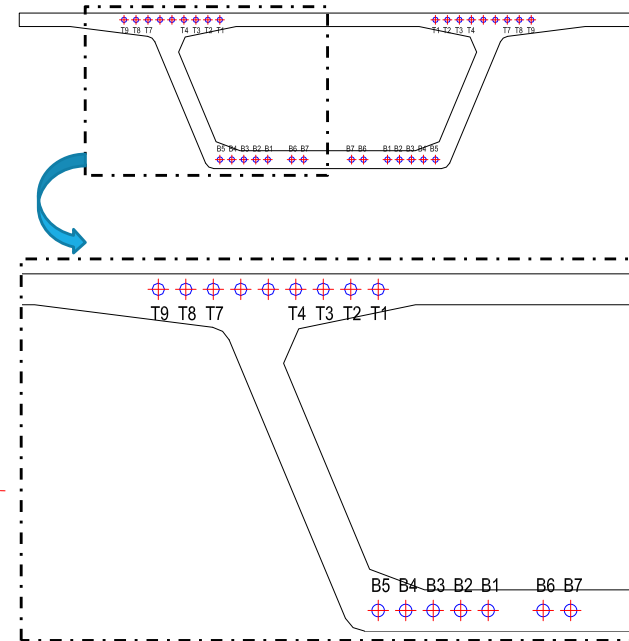 T9 T8 T7 T4 T3 T2 T1 T1 T2 T3 T4 T7 T8 T9
B5 B4 B3 B2 B1 B6 B7 B7 B6 B1 B2 B3 B4 B5
T9 T8 T7 T4 T3 T2 T1
B5 B4 B3 B2 B1 B6 B7